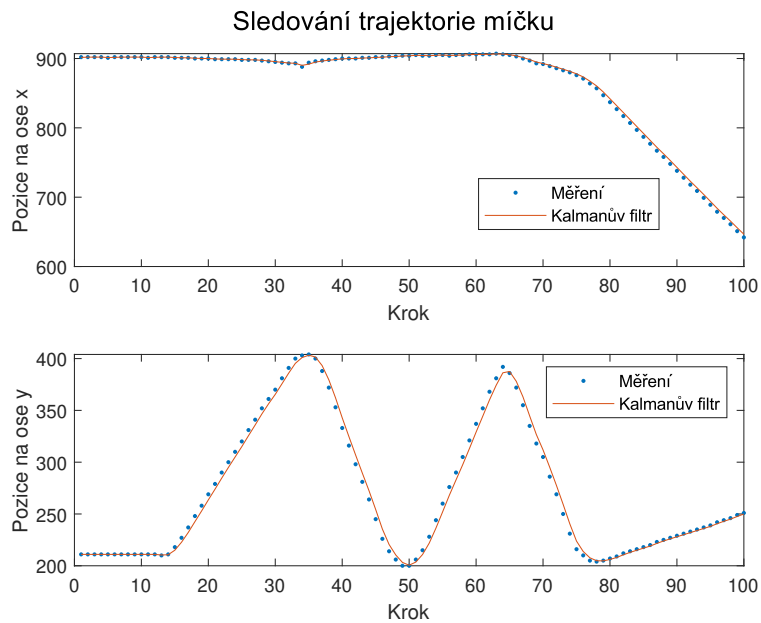 Sledování trajektorie míčku
Pozice na ose x
900
800
700
600
0 10 20 30 40 50 60 70 80 90 100
Krok
Měření
Kalmanův filtr
Pozice na ose y
400
350
300
250
200
0 10 20 30 40 50 60 70 80 90 100
Krok
Měření
Kalmanův filtr